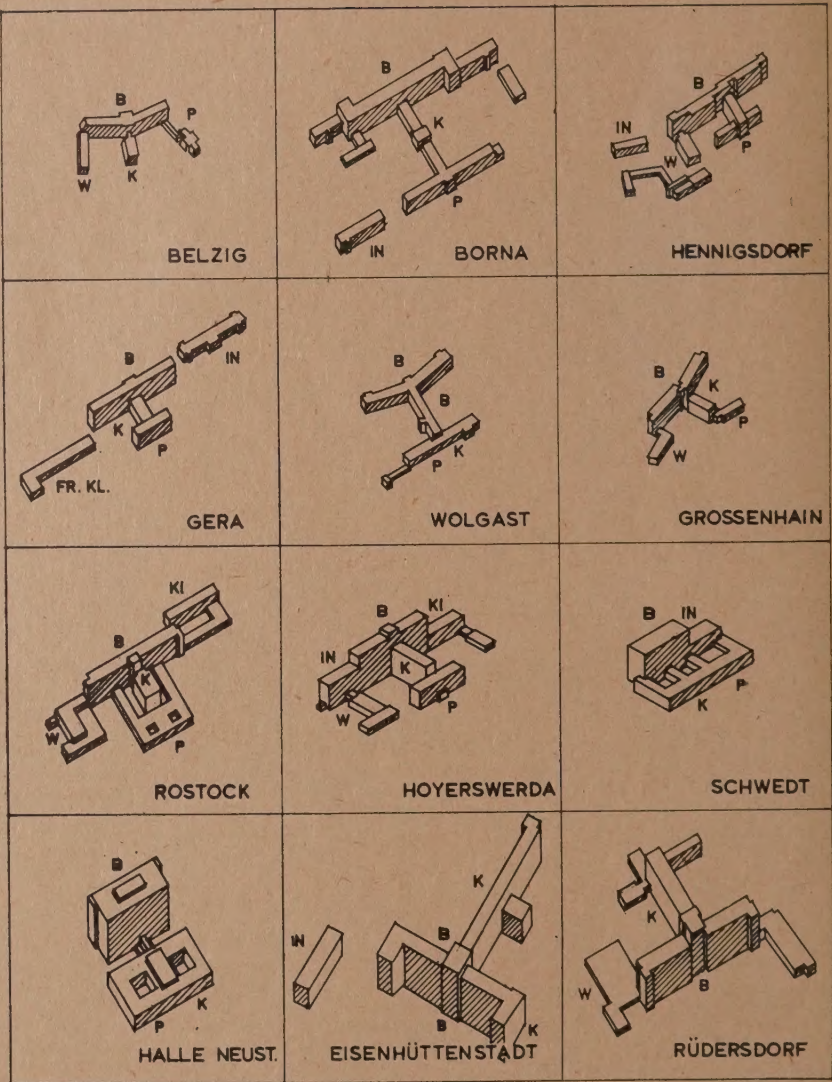 B
P
W
K
BELZIG
B
K
P
IN
BORNA
B
IN
W
P
HENNIGSDORF
B
IN
K
P
FR. KL.
GERA
B
B
P K
WOLGAST
B
K
P
W
GROSSENHAIN
KI
B
K
W
P
ROSTOCK
B
KI
IN
K
W
P
HOYERSWERDA
B IN
P
K
SCHWEDT
B
K
P
HALLE NEUST.
K
B
IN
B
K
EISENHÜTTENSTADT
K
W
B
RÜDERSDORF